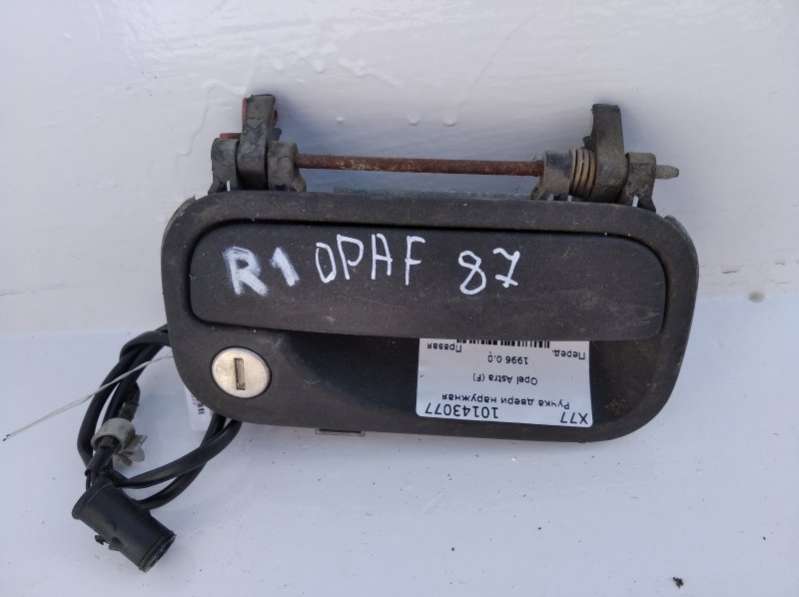 R1 OPAF 87
X77
10143077
Ручка двери наружная
Opel Astra (F)
1996 0.0
Перед. Правая